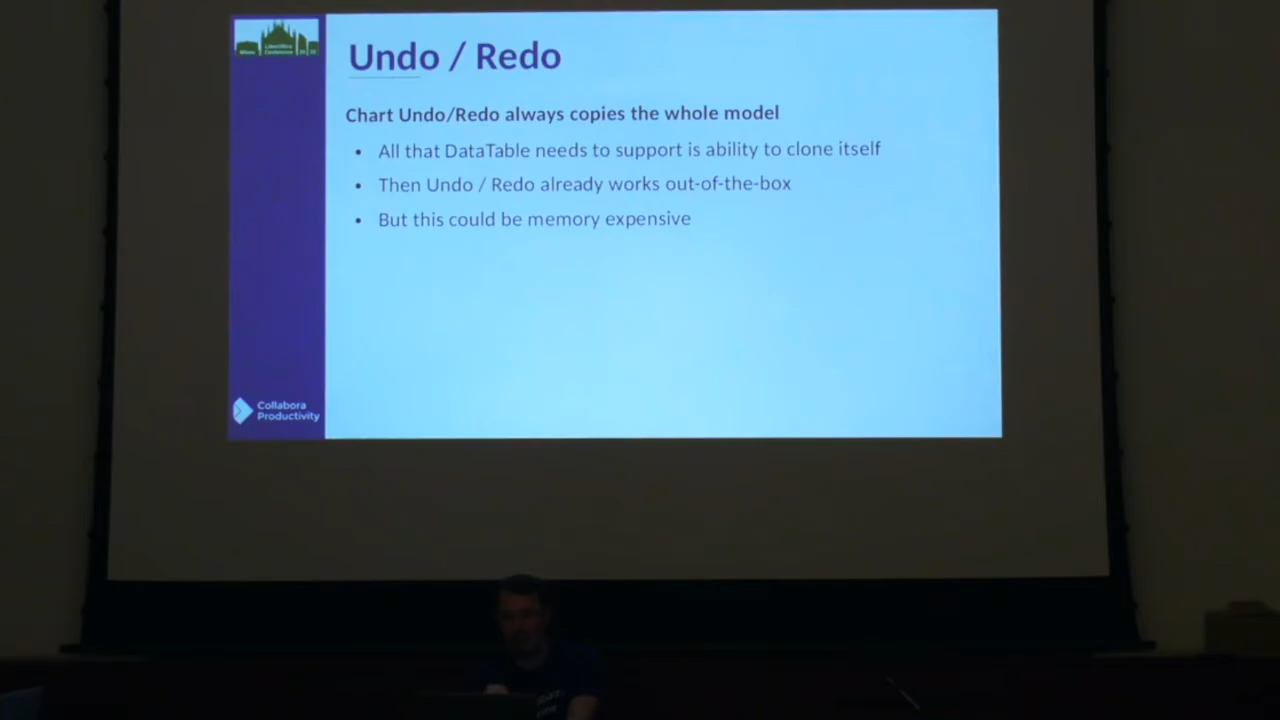 Undo / Redo
Chart Undo/Redo always copies the whole model
• All that DataTable needs to support is ability to clone itself
• Then Undo / Redo already works out-of-the-box
• But this could be memory expensive
LibreOffice
Conference
Collabora
Productivity